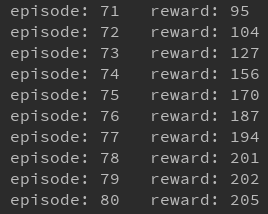 episode: 71 reward: 95
episode: 72 reward: 104
episode: 73 reward: 127
episode: 74 reward: 156
episode: 75 reward: 170
episode: 76 reward: 187
episode: 77 reward: 194
episode: 78 reward: 201
episode: 79 reward: 202
episode: 80 reward: 205